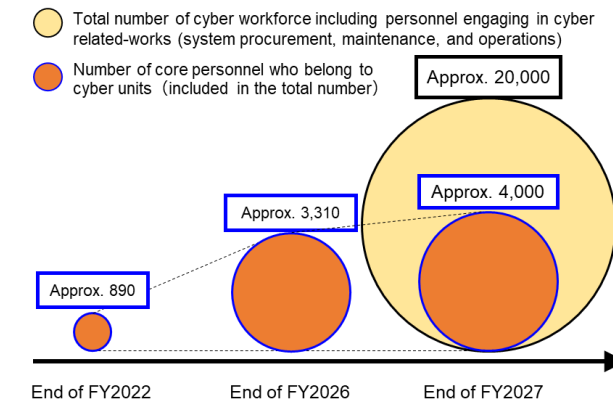 Total number of cyber workforce including personnel engaging in cyber
related-works (system procurement, maintenance, and operations)
Number of core personnel who belong to
cyber units (included in the total number)
Approx. 20,000
Approx. 4,000
Approx. 3,310
Approx. 890
End of FY2022
End of FY2026
End of FY2027